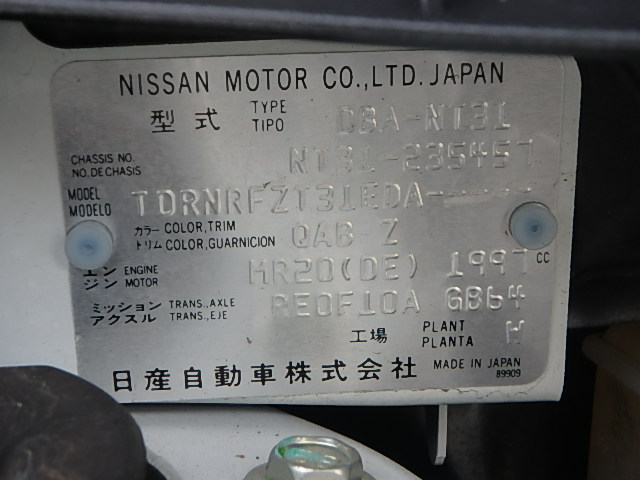 NISSAN MOTOR CO.,LTD. JAPAN
型式 TYPE TIPO DBA-NT31
CHASSIS NO. NO.DE CHASIS NT31-235457
MODEL MODELO TDRNRFZT31EDA------
カラー COLOR,TRIM トリム COLOR,GUARNICION QAB Z
エンジン ENGINE MOTOR MR20(DE) 1997 CC
ミッション TRANS.,AXLE アクスル TRANS.,EJE RE0F10A GB64
工場 PLANT PLANTA W
日産自動車株式会社 MADE IN JAPAN
89909